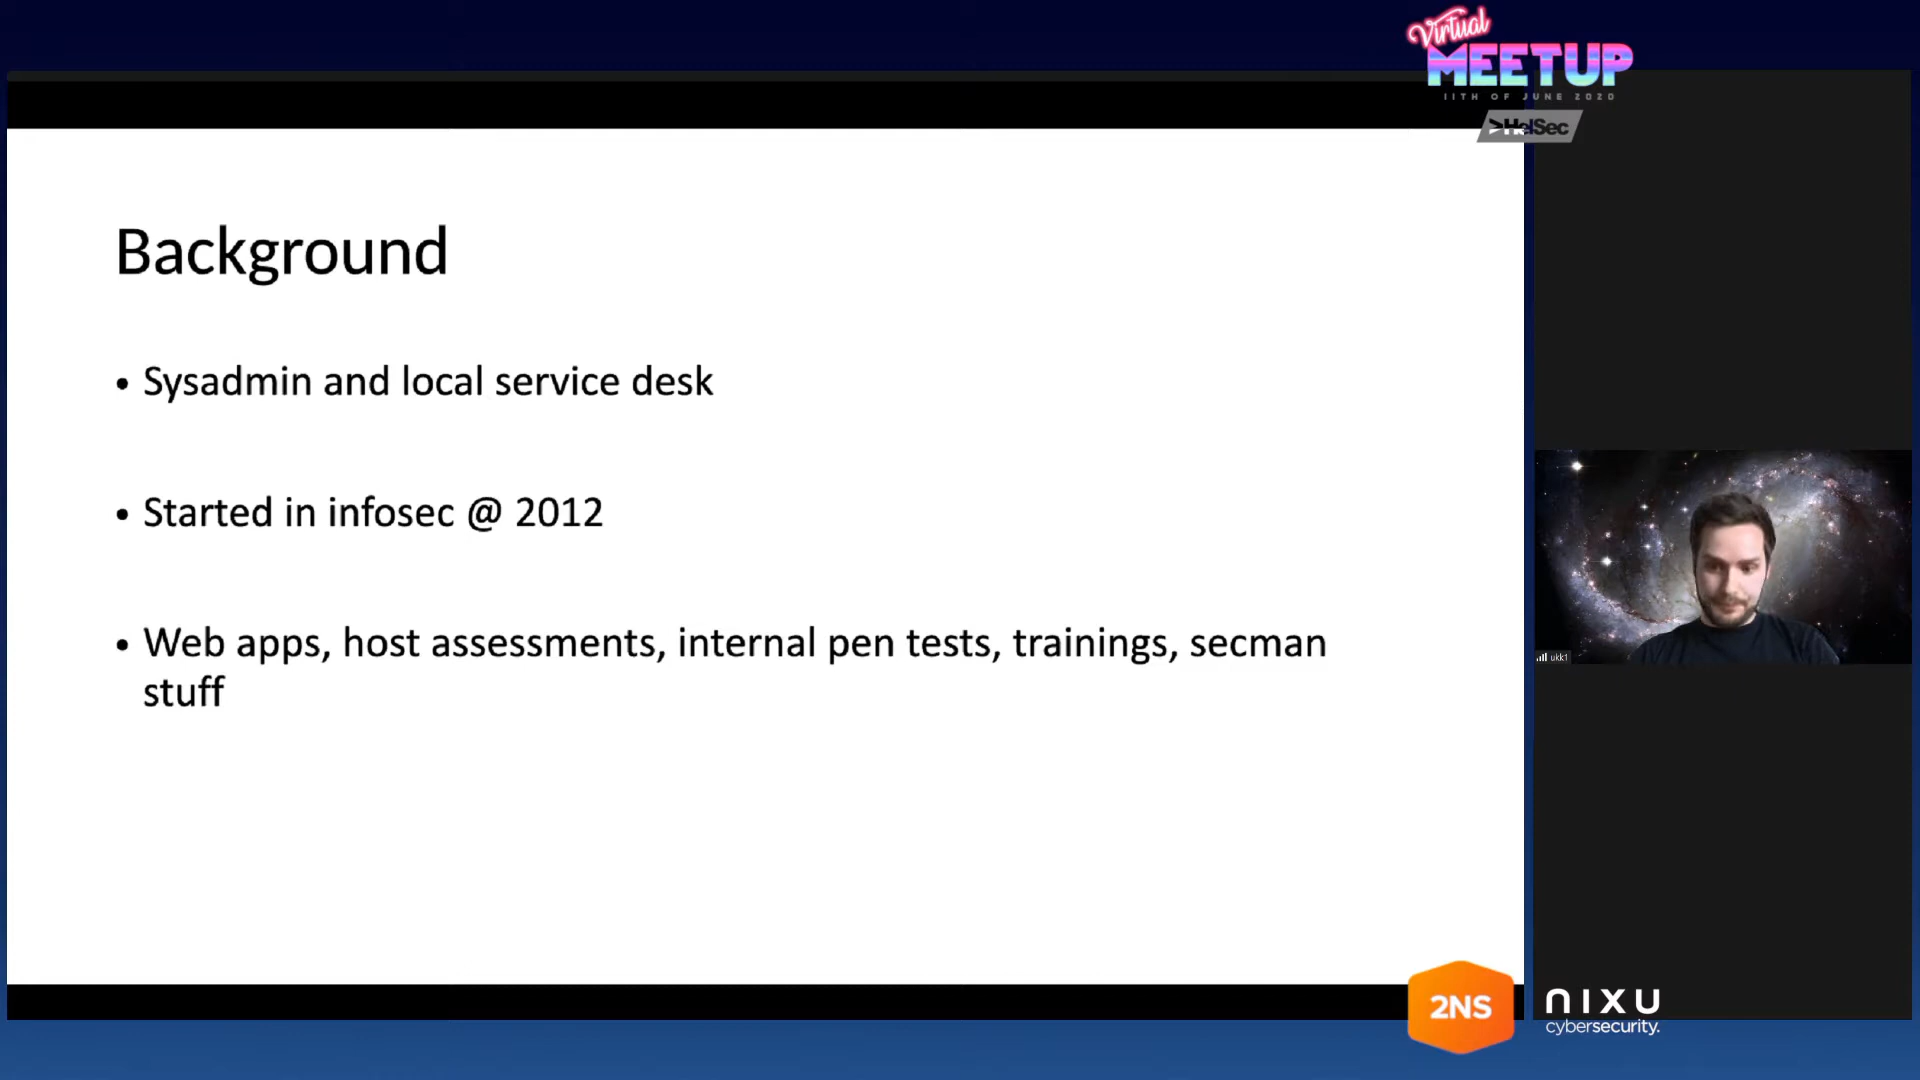 Virtual
MEETUP
11TH OF JUNE 2020
>HelSec
Background
• Sysadmin and local service desk
• Started in infosec @ 2012
• Web apps, host assessments, internal pen tests, trainings, secman
stuff
ukk1
2NS
nixu
cybersecurity.